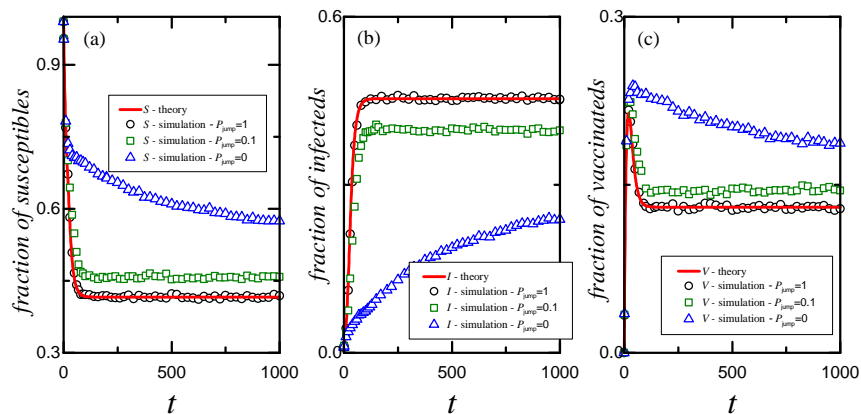 (a)
fraction of susceptibles
0.9
0.6
0.3
S - theory
S - simulation - Pjump=1
S - simulation - Pjump=0.1
S - simulation - Pjump=0
0 500 1000
t
(b)
fraction of infecteds
0.6
0.0
I - theory
I - simulation - Pjump=1
I - simulation - Pjump=0.1
I - simulation - Pjump=0
0 500 1000
t
(c)
fraction of vaccinateds
0.3
0.0
V - theory
V - simulation - Pjump=1
V - simulation - Pjump=0.1
V - simulation - Pjump=0
0 500 1000
t